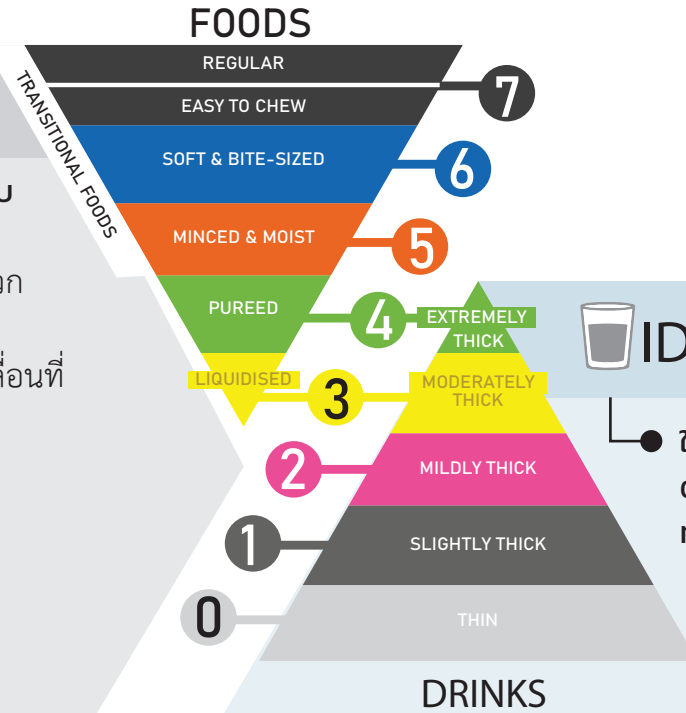 FOODS
REGULAR
EASY TO CHEW
7
TRANSITIONAL FOODS
SOFT & BITE-SIZED
6
MINCED & MOIST
5
PUREED
4
EXTREMELY
THICK
LIQUIDISED
3
MODERATELY
THICK
2
MILDLY THICK
1
SLIGHTLY THICK
0
THIN
DRINKS
ID